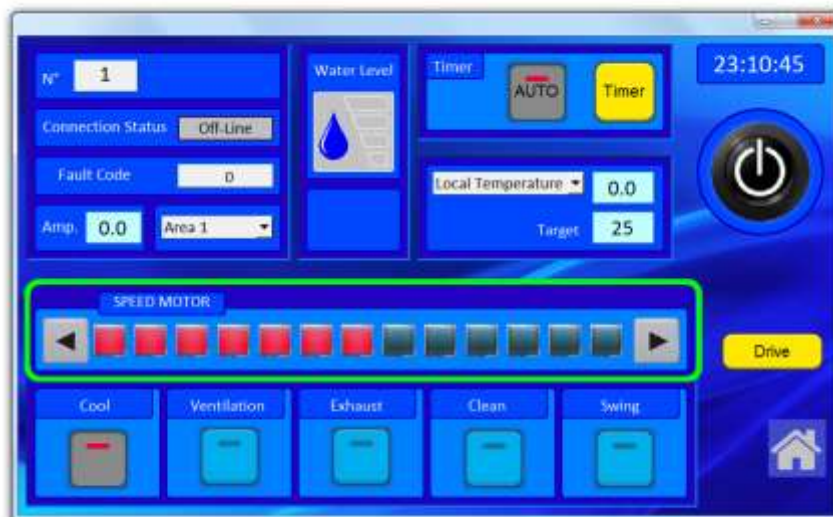 N° 1
Connection Status Off-Line
Fault Code 0
Amp. 0.0 Area 1
Water Level
Timer AUTO Timer
Local Temperature 0.0
Target 25
23:10:45
SPEED MOTOR
Drive
Cool Ventilation Exhaust Clean Swing